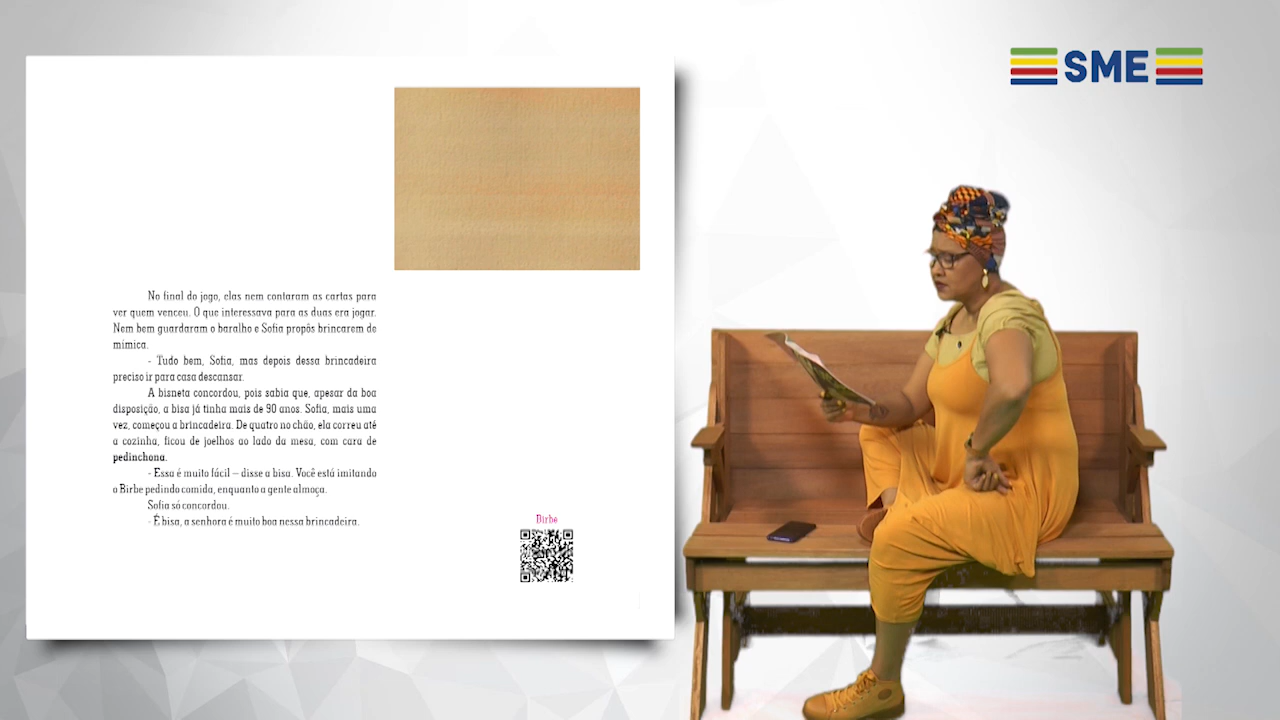 SME
No final do jogo, elas nem contaram as cartas para
ver quem venceu. O que interessava para as duas era jogar.
Nem bem guardaram o baralho e Sofia propôs brincarem de
mímica.
- Tudo bem, Sofia, mas depois dessa brincadeira
preciso ir para casa descansar.
A bisneta concordou, pois sabia que, apesar da boa
disposição, a bisa já tinha mais de 90 anos. Sofia, mais uma
vez, começou a brincadeira. De quatro no chão, ela correu até
a cozinha, ficou de joelhos ao lado da mesa, com cara de
pedinchona.
- Essa é muito fácil – disse a bisa. Você está imitando
o Birbe pedindo comida, enquanto a gente almoça.
Sofia só concordou.
- É bisa, a senhora é muito boa nessa brincadeira.
Birbe